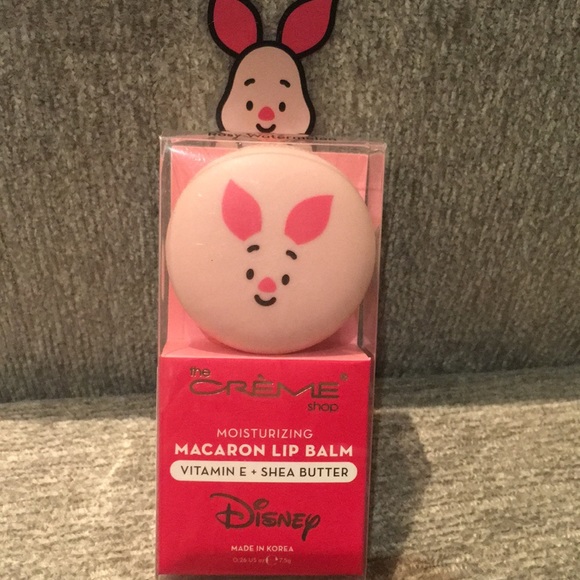 the
CRÈME®
shop
MOISTURIZING
MACARON LIP BALM
VITAMIN E + SHEA BUTTER
Disney
MADE IN KOREA